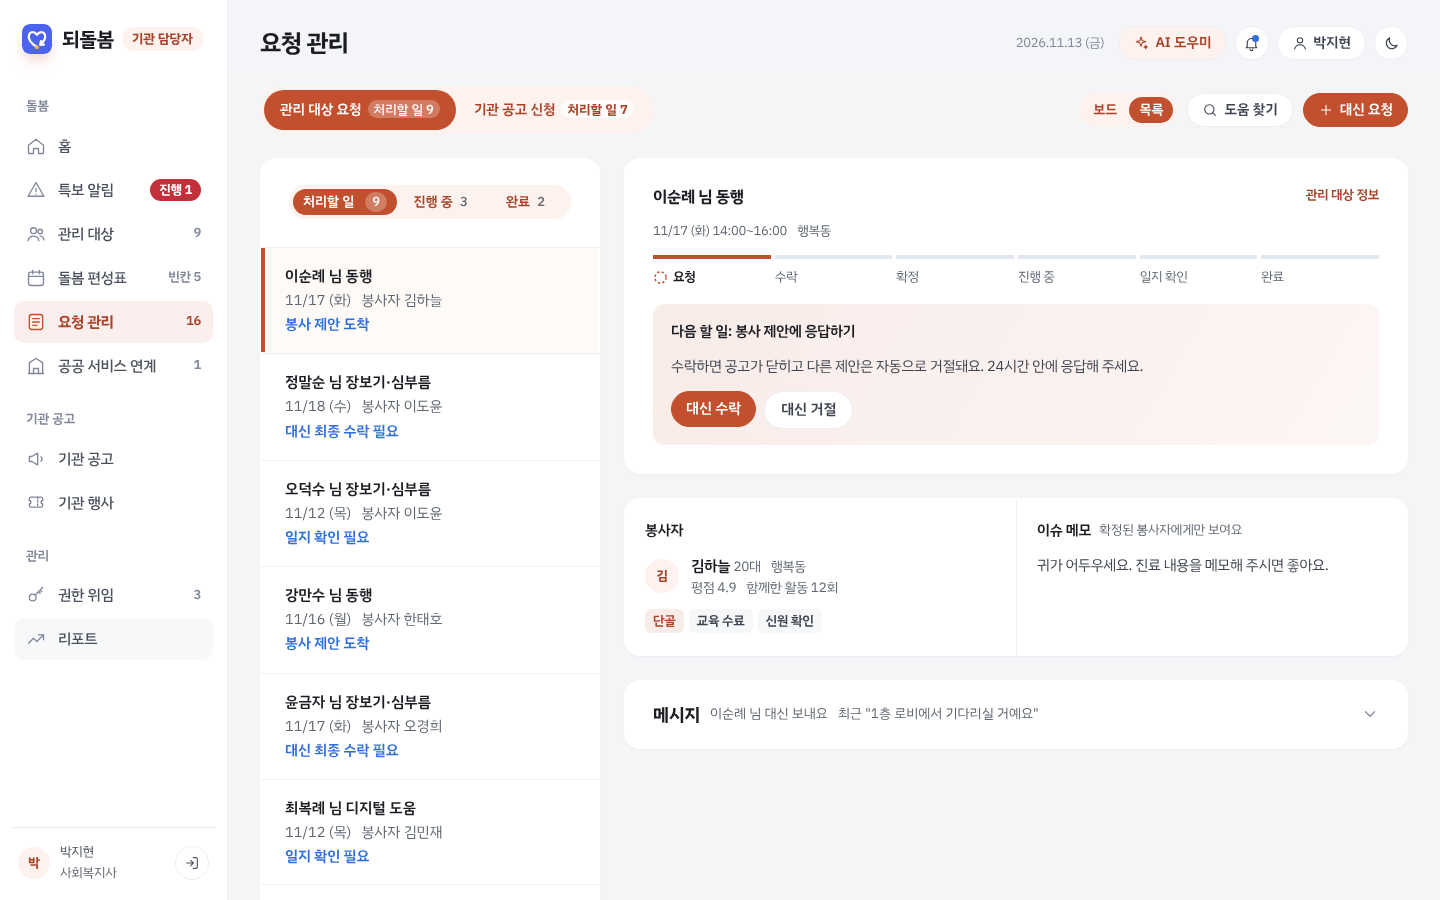 되돌봄 기관 담당자
돌봄
홈
특보 알림 진행 1
관리 대상 9
돌봄 편성표 빈칸 5
요청 관리 16
공공 서비스 연계 1
기관 공고
기관 공고
기관 행사
관리
권한 위임 3
리포트
박 박지현
사회복지사
요청 관리
2026.11.13 (금) AI 도우미 박지현
관리 대상 요청 처리할 일 9 기관 공고 신청 처리할 일 7
보드 목록 도움 찾기 대신 요청
처리할 일 9 진행 중 3 완료 2
이순례 님 동행
11/17 (화) 봉사자 김하늘
봉사 제안 도착
정말순 님 장보기·심부름
11/18 (수) 봉사자 이도윤
대신 최종 수락 필요
오덕수 님 장보기·심부름
11/12 (목) 봉사자 이도윤
일지 확인 필요
강만수 님 동행
11/16 (월) 봉사자 한태호
봉사 제안 도착
윤금자 님 장보기·심부름
11/17 (화) 봉사자 오경희
대신 최종 수락 필요
최복례 님 디지털 도움
11/12 (목) 봉사자 김민재
일지 확인 필요
이순례 님 동행 관리 대상 정보
11/17 (화) 14:00~16:00 행복동
요청 수락 확정 진행 중 일지 확인 완료
다음 할 일: 봉사 제안에 응답하기
수락하면 공고가 닫히고 다른 제안은 자동으로 거절돼요. 24시간 안에 응답해 주세요.
대신 수락 대신 거절
봉사자
김 김하늘 20대 행복동
평점 4.9 함께한 활동 12회
단골 교육 수료 신원 확인
이슈 메모 확정된 봉사자에게만 보여요
귀가 어두우세요. 진료 내용을 메모해 주시면 좋아요.
메시지 이순례 님 대신 보내요 최근 "1층 로비에서 기다리실 거예요"